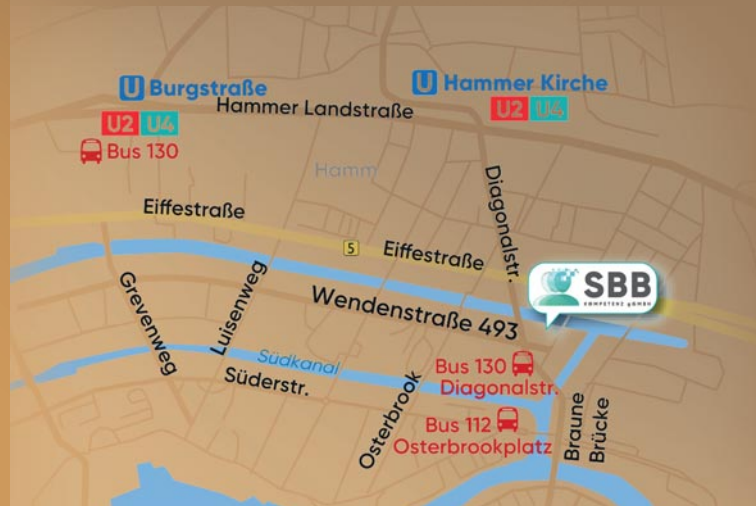 U Burgstraße
U2 U4
Bus 130
U Hammer Kirche
U2 U4
Hammer Landstraße
Hamm
Diagonalstr.
Eiffestraße
5
Eiffestraße
SBB
KOMPETENZ gGMBH
Grevenweg
Luisenweg
Wendenstraße 493
Südkanal
Süderstr.
Bus 130
Diagonalstr.
Osterbrook
Bus 112
Osterbrookplatz
Braune
Brücke